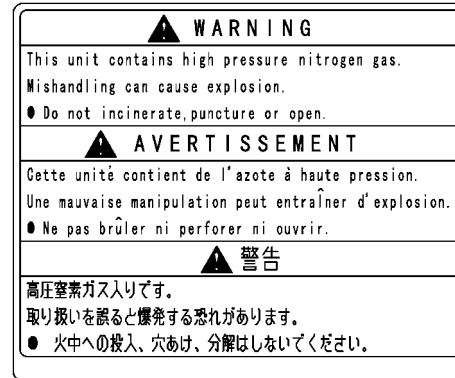 WARNING
This unit contains high pressure nitrogen gas.
Mishandling can cause explosion.
● Do not incinerate,puncture or open.
AVERTISSEMENT
Cette unité contient de l'azote à haute pression.
Une mauvaise manipulation peut entraîner d'explosion.
● Ne pas brûler ni perforer ni ouvrir.
警告
高圧窒素ガス入りです。
取り扱いを誤ると爆発する恐れがあります。
● 火中への投入、穴あけ、分解はしないでください。